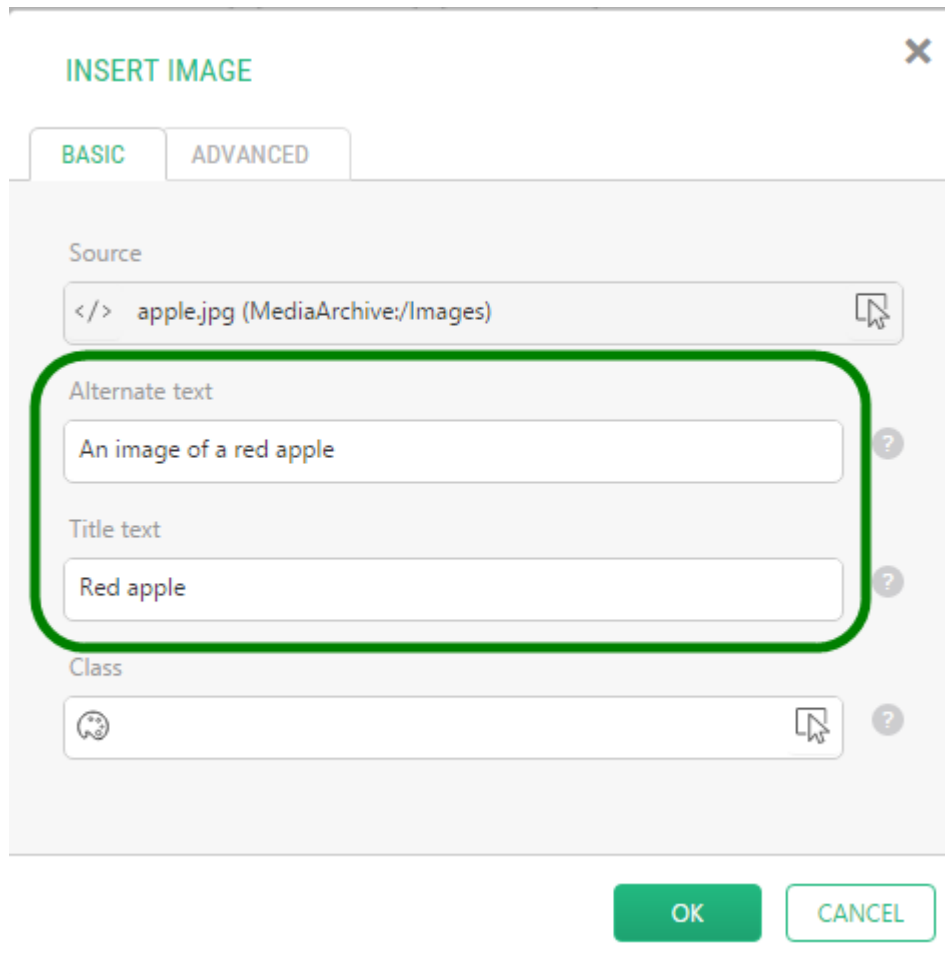 INSERT IMAGE
BASIC
ADVANCED
Source
</> apple.jpg (MediaArchive:/Images)
Alternate text
An image of a red apple
?
Title text
Red apple
?
Class
?
OK
CANCEL